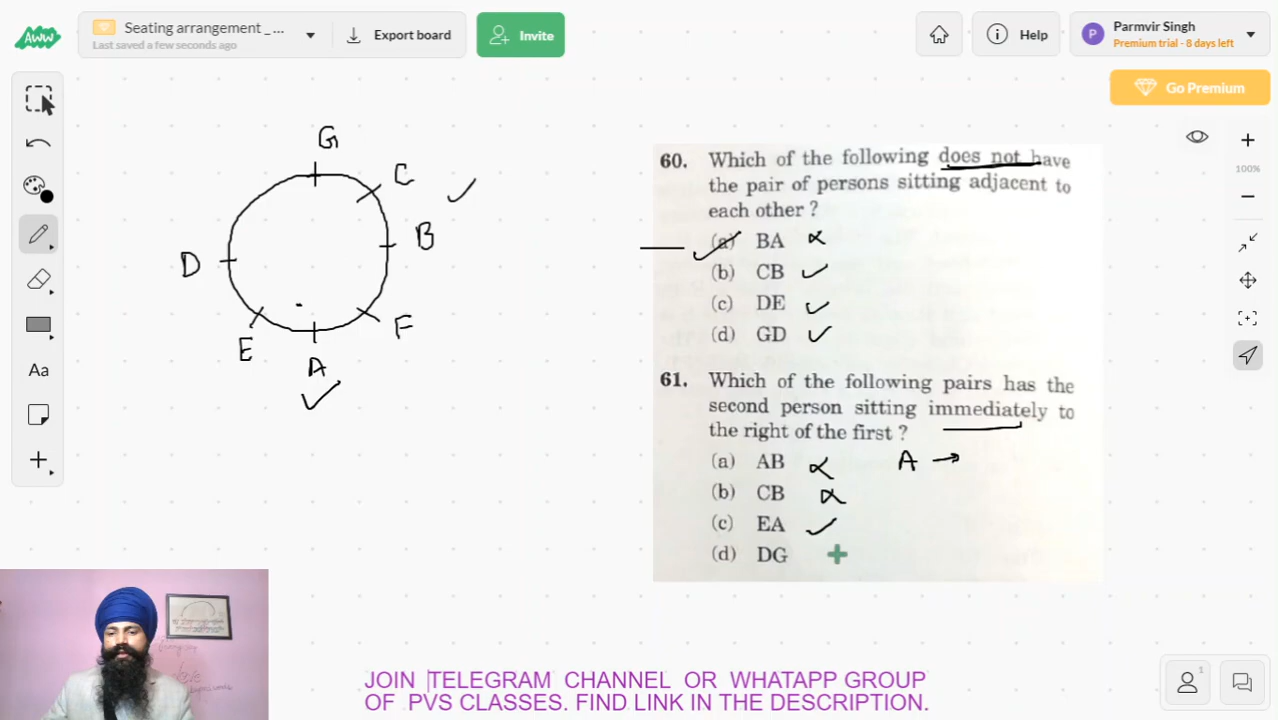 AWW
Seating arrangement _ ...
Last saved a few seconds ago
Export board
Invite
Help
P
Parmvir Singh
Premium trial - 8 days left
Go Premium
100%
G
C
B
D
F
E
A
60. Which of the following does not have
the pair of persons sitting adjacent to
each other ?
(a) BA
(b) CB
(c) DE
(d) GD
61. Which of the following pairs has the
second person sitting immediately to
the right of the first ?
(a) AB
A →
(b) CB
(c) EA
(d) DG
Aa
1
JOIN TELEGRAM CHANNEL OR WHATAPP GROUP
OF PVS CLASSES. FIND LINK IN THE DESCRIPTION.